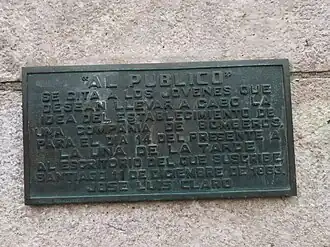 "AL PUBLICO"
SE CITA A LOS JOVENES QUE
DESEAN LLEVAR A CABO LA
IDEA DEL ESTABLECIMIENTO DE
UNA COMPAÑIA DE BOMBEROS
PARA EL DIA 14 DEL PRESENTE A
LA UNA DE LA TARDE
AL ESCRITORIO DEL QUE SUSCRIBE
SANTIAGO 11 DE DICIEMBRE DE 1863
JOSE LUIS CLARO